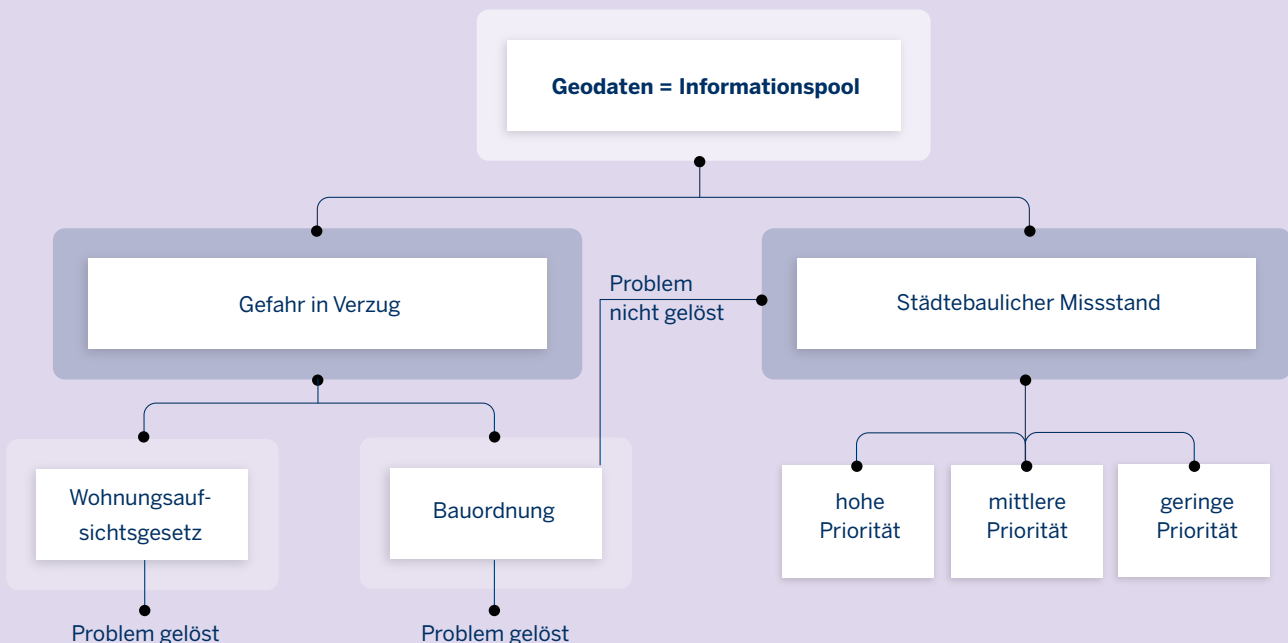 Geodaten = Informationspool
Gefahr in Verzug
Problem
nicht gelöst
Städtebaulicher Missstand
Wohnungsauf-
sichtsgesetz
Bauordnung
hohe
Priorität
mittlere
Priorität
geringe
Priorität
Problem gelöst
Problem gelöst